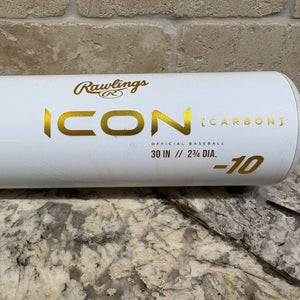 Rawlings
R
ICON [CARBON]
OFFICIAL BASEBALL
30 IN // 2¾ DIA.
-10